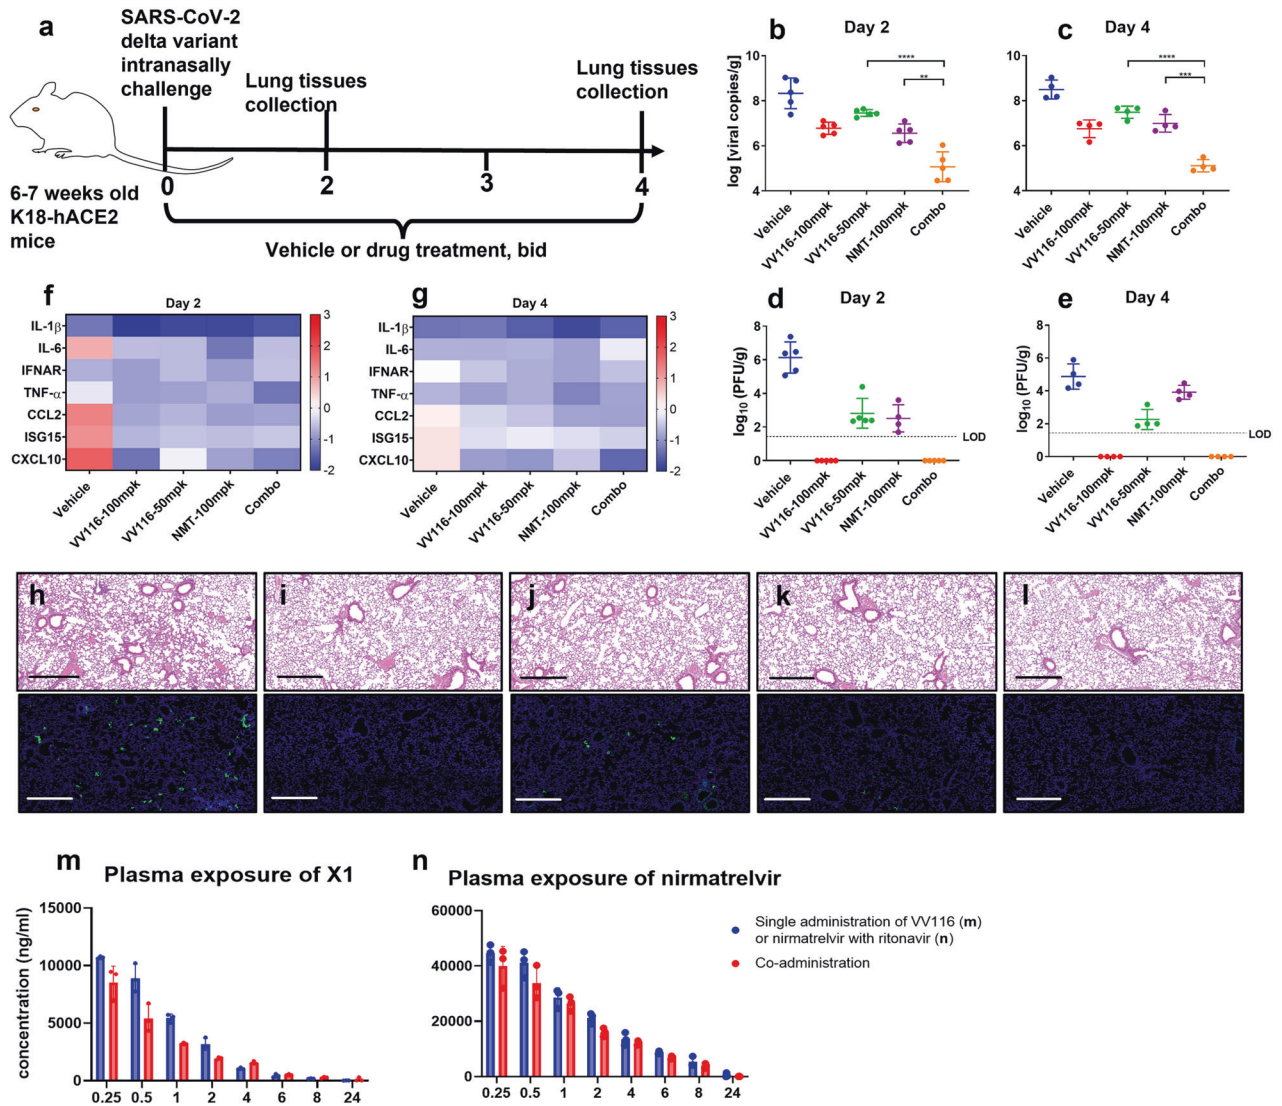 a
SARS-CoV-2
delta variant
intranasally
challenge
Lung tissues
collection
Lung tissues
collection
0
2
3
4
6-7 weeks old
K18-hACE2
mice
Vehicle or drug treatment, bid
b
Day 2
log [viral copies/g]
10
8
6
4
****
**
Vehicle
VV116-100mpk
VV116-50mpk
NMT-100mpk
Combo
c
Day 4
10
8
6
4
****
***
Vehicle
VV116-100mpk
VV116-50mpk
NMT-100mpk
Combo
f
Day 2
IL-1β
IL-6
IFNAR
TNF-α
CCL2
ISG15
CXCL10
3
2
1
0
-1
-2
Vehicle
VV116-100mpk
VV116-50mpk
NMT-100mpk
Combo
g
Day 4
IL-1β
IL-6
IFNAR
TNF-α
CCL2
ISG15
CXCL10
3
2
1
0
-1
-2
Vehicle
VV116-100mpk
VV116-50mpk
NMT-100mpk
Combo
d
Day 2
log10 (PFU/g)
8
6
4
2
0
LOD
Vehicle
VV116-100mpk
VV116-50mpk
NMT-100mpk
Combo
e
Day 4
log10 (PFU/g)
8
6
4
2
0
LOD
Vehicle
VV116-100mpk
VV116-50mpk
NMT-100mpk
Combo
h
i
j
k
l
m
Plasma exposure of X1
concentration (ng/ml)
15000
10000
5000
0
0.25 0.5 1 2 4 6 8 24
n
Plasma exposure of nirmatrelvir
60000
40000
20000
0
0.25 0.5 1 2 4 6 8 24
Single administration of VV116 (m)
or nirmatrelvir with ritonavir (n)
Co-administration